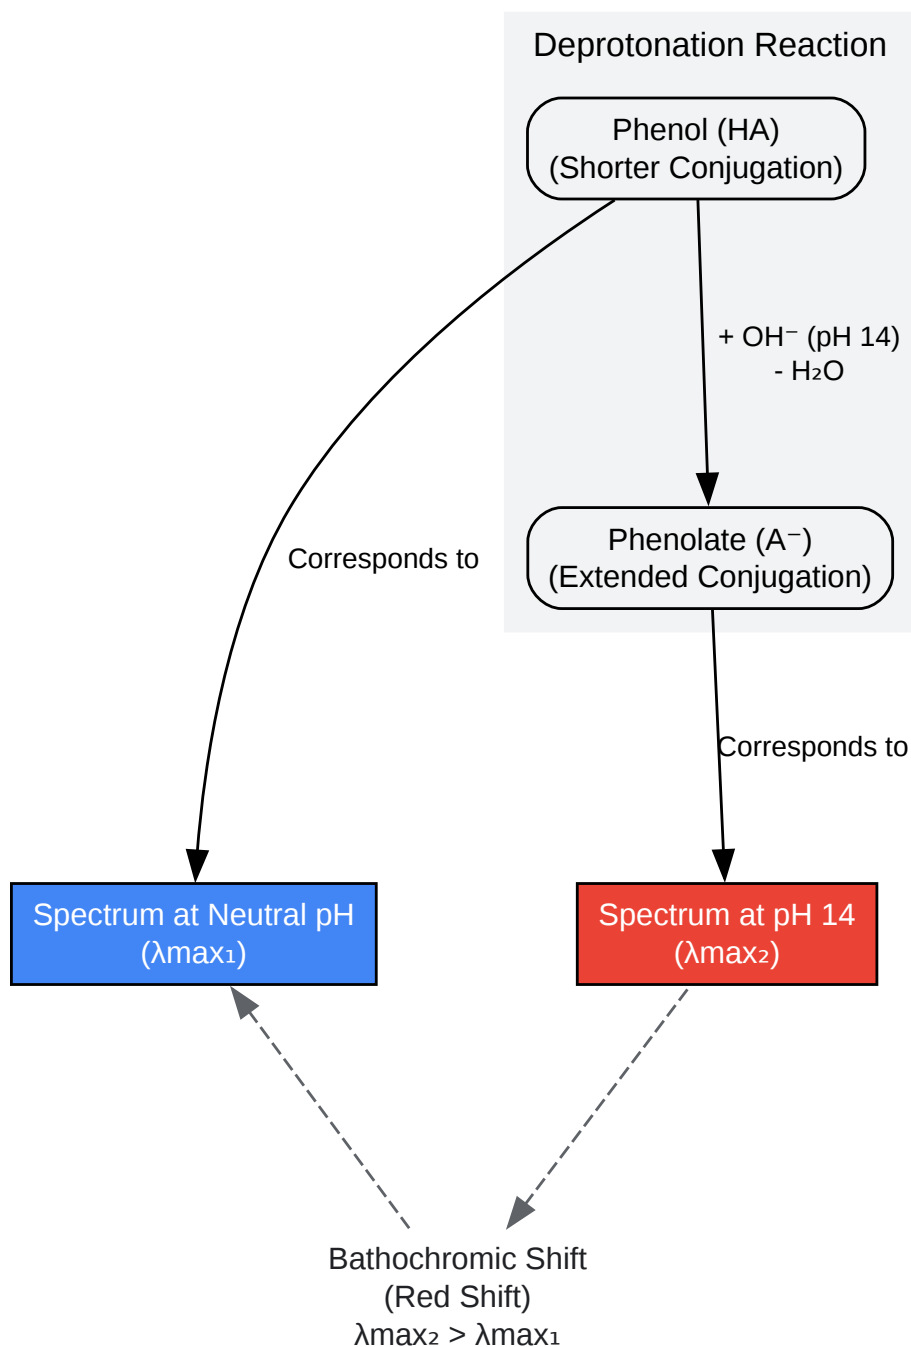 Deprotonation Reaction
Phenol (HA)
(Shorter Conjugation)
+ OH⁻ (pH 14)
- H₂O
Phenolate (A⁻)
(Extended Conjugation)
Corresponds to
Corresponds to
Spectrum at Neutral pH
(λmax₁)
Spectrum at pH 14
(λmax₂)
Bathochromic Shift
(Red Shift)
λmax₂ > λmax₁